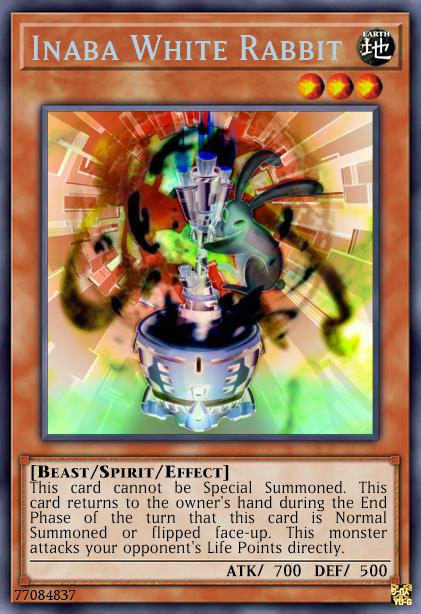 INABA WHITE RABBIT
EARTH
地
[BEAST/SPIRIT/EFFECT]
This card cannot be Special Summoned. This
card returns to the owner's hand during the End
Phase of the turn that this card is Normal
Summoned or flipped face-up. This monster
attacks your opponent's Life Points directly.
ATK/ 700 DEF/ 500
77084837